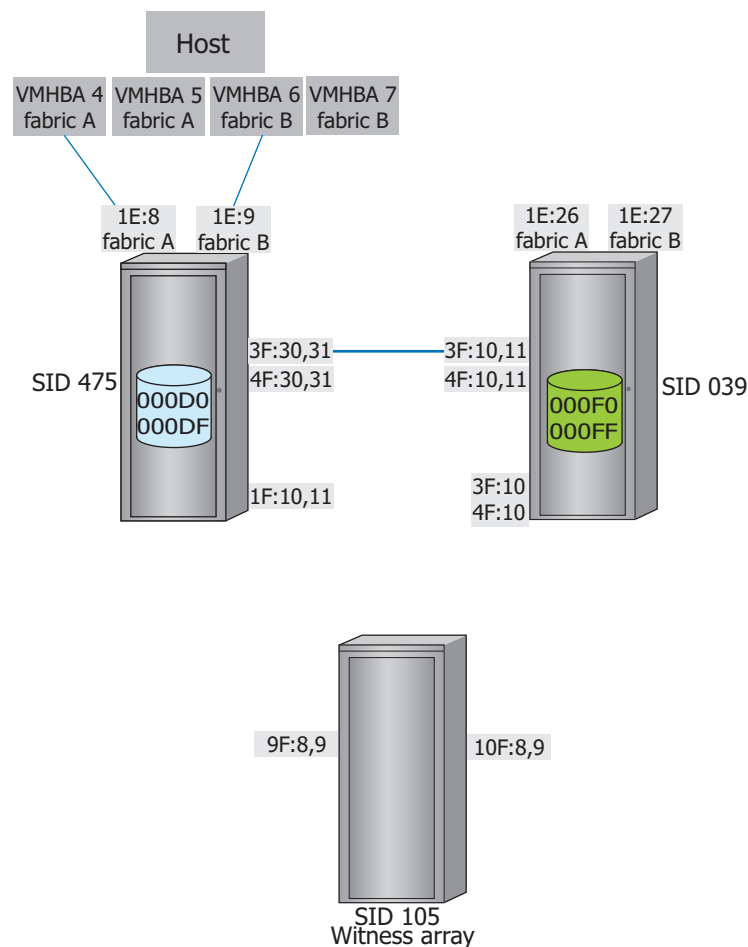 Host
VMHBA 4
fabric A
VMHBA 5
fabric A
VMHBA 6
fabric B
VMHBA 7
fabric B
1E:8
fabric A
1E:9
fabric B
1E:26
fabric A
1E:27
fabric B
3F:30,31
4F:30,31
3F:10,11
4F:10,11
SID 475
000D0
000DF
000F0
000FF
SID 039
1F:10,11
3F:10
4F:10
9F:8,9
10F:8,9
SID 105
Witness array